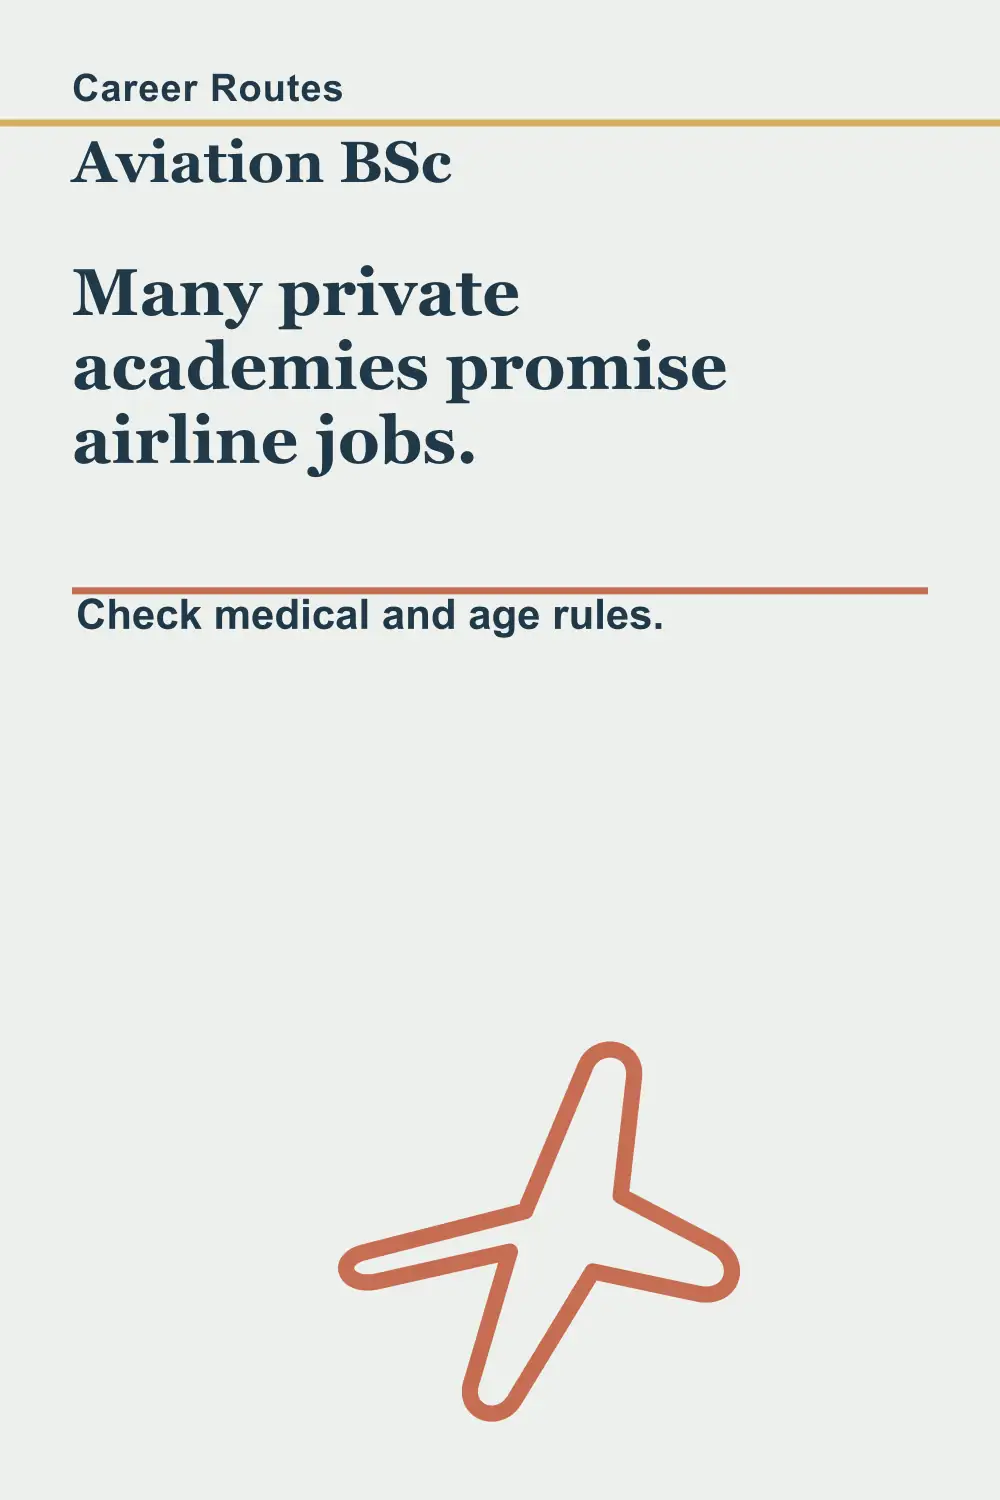 Career Routes
Aviation BSc
Many private
academies promise
airline jobs.
Check medical and age rules.